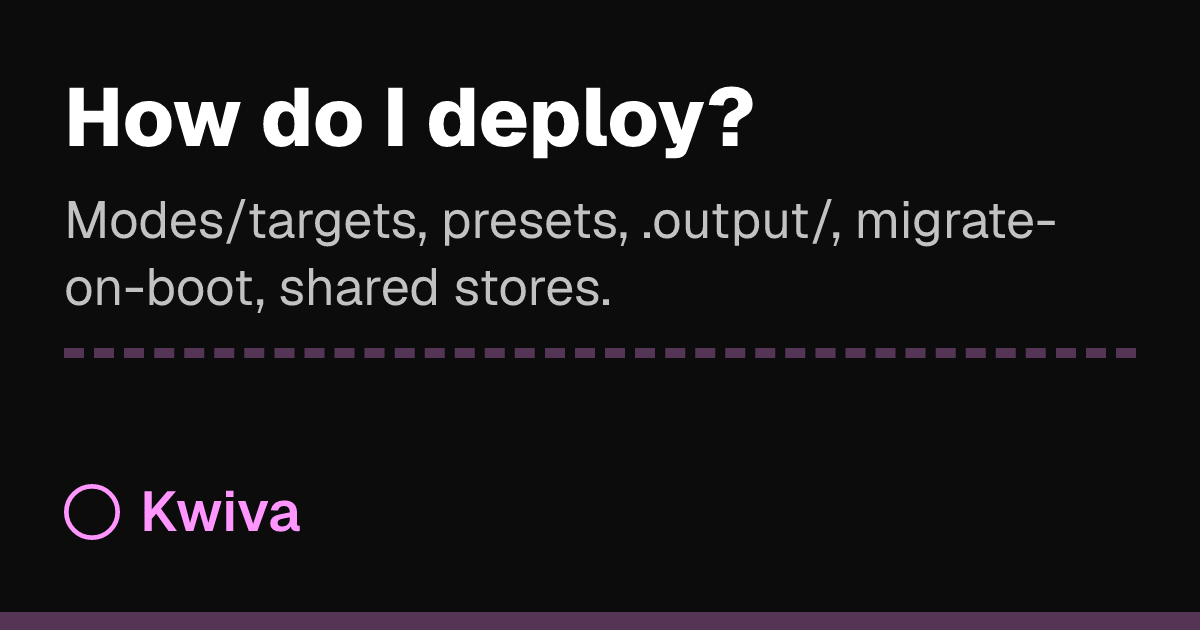 How do I deploy?
Modes/targets, presets, .output/, migrate-
on-boot, shared stores.
Kwiva